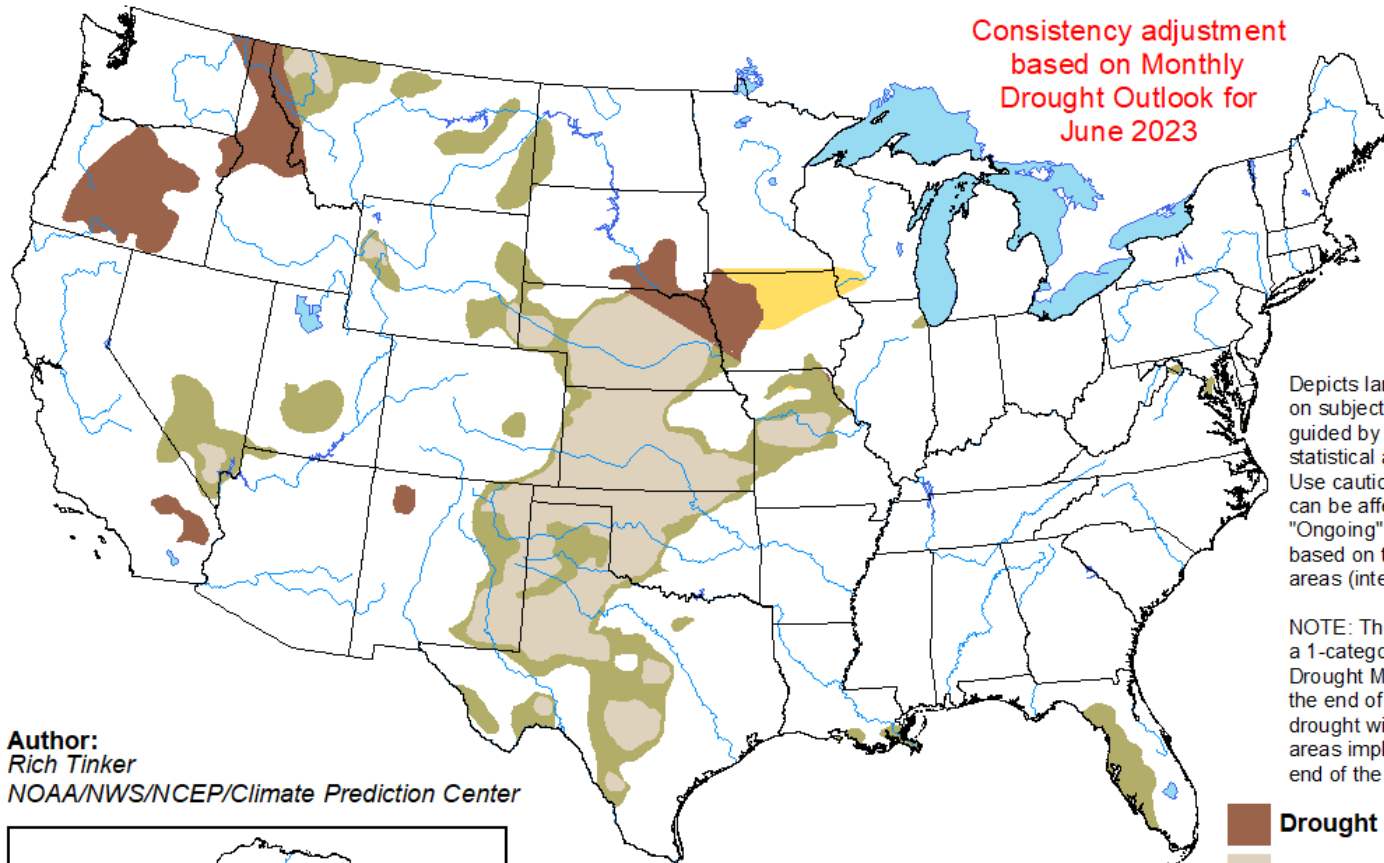 Consistency adjustment
based on Monthly
Drought Outlook for
June 2023
Depicts lar
on subject
guided by
statistical a
Use cautio
can be affe
"Ongoing"
based on t
areas (inte
NOTE: Th
a 1-catego
Drought M
the end of
drought wi
areas impl
end of the
Author:
Rich Tinker
NOAA/NWS/NCEP/Climate Prediction Center
Drought